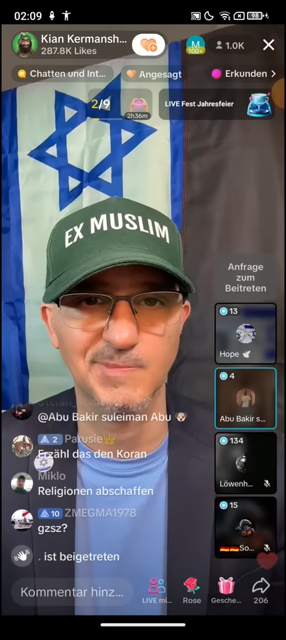 02:09
98
Kian Kermansh...
287.8K Likes
M
100+
1.0K
Chatten und Int...
Angesagt
Erkunden >
2/9
2h36m
LIVE Fest Jahresfeier
EX MUSLIM
Anfrage
zum
Beitreten
13
Hope 🕊
4
Abu Bakir s...
134
Löwenh...
15
🇩🇪🇩🇪So...
@Abu Bakir suleiman Abu
2 Parusie👑
Erzähl das den Koran
Miklo
Religionen abschaffen
10 ZMEGMA1978
gzsz?
. ist beigetreten
Kommentar hinz...
LIVE mi...
Rose
Gesche...
206